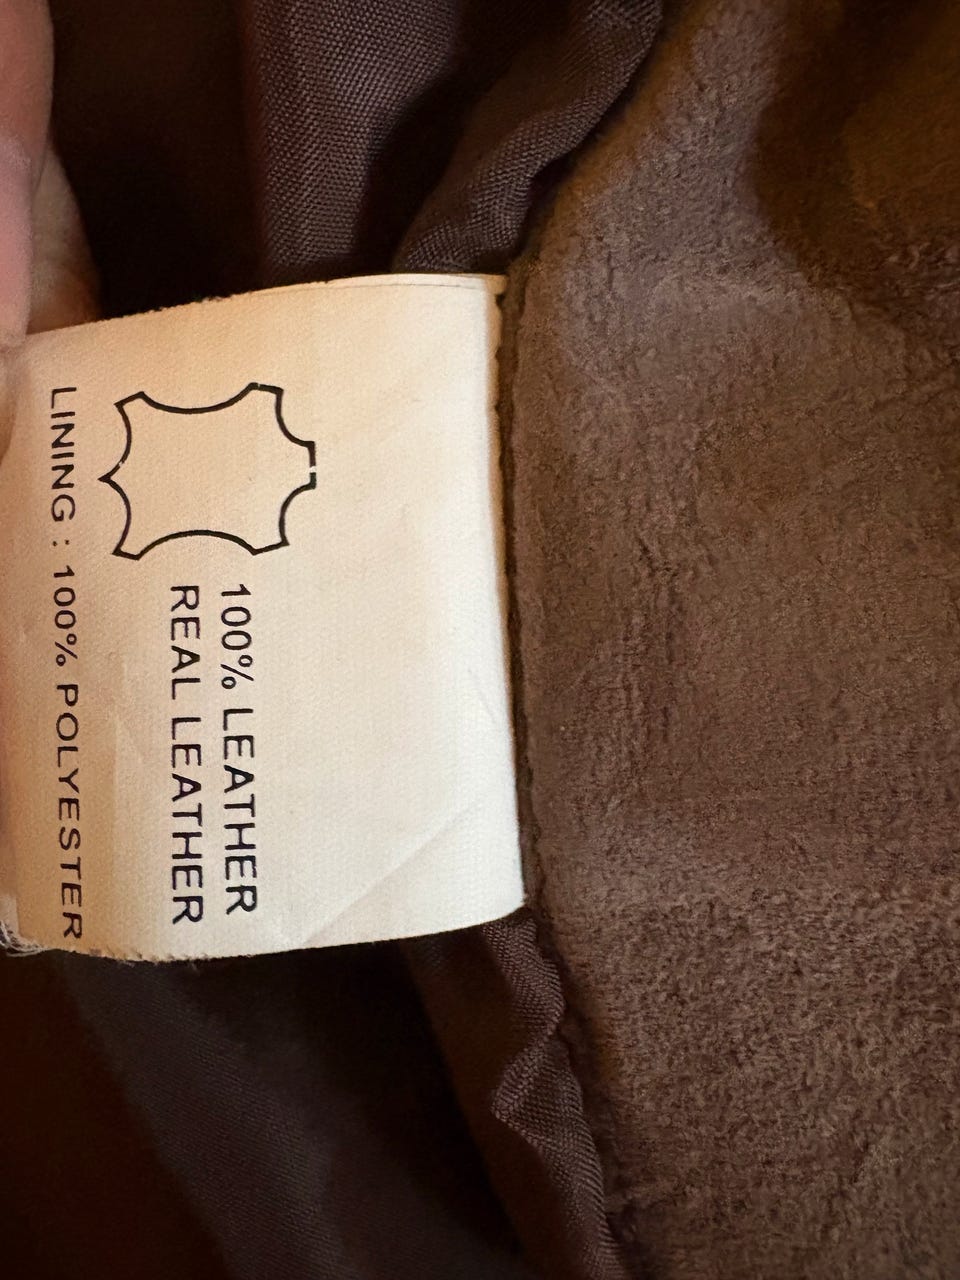 100% LEATHER
REAL LEATHER
LINING : 100% POLYESTER